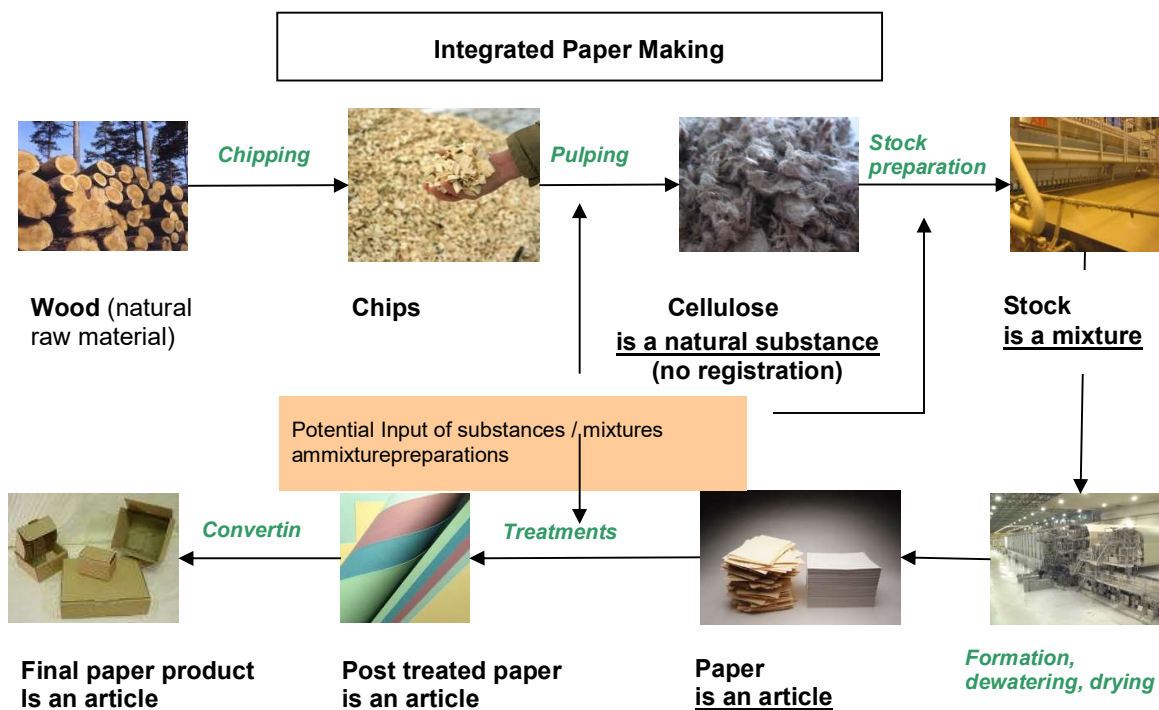 Integrated Paper Making
Chipping
Pulping
Stock
preparation
Wood (natural
raw material)
Chips
Cellulose
is a natural substance
(no registration)
Stock
is a mixture
Potential Input of substances / mixtures
ammixturepreparations
Convertin
Treatments
Formation,
dewatering, drying
Final paper product
Is an article
Post treated paper
is an article
Paper
is an article